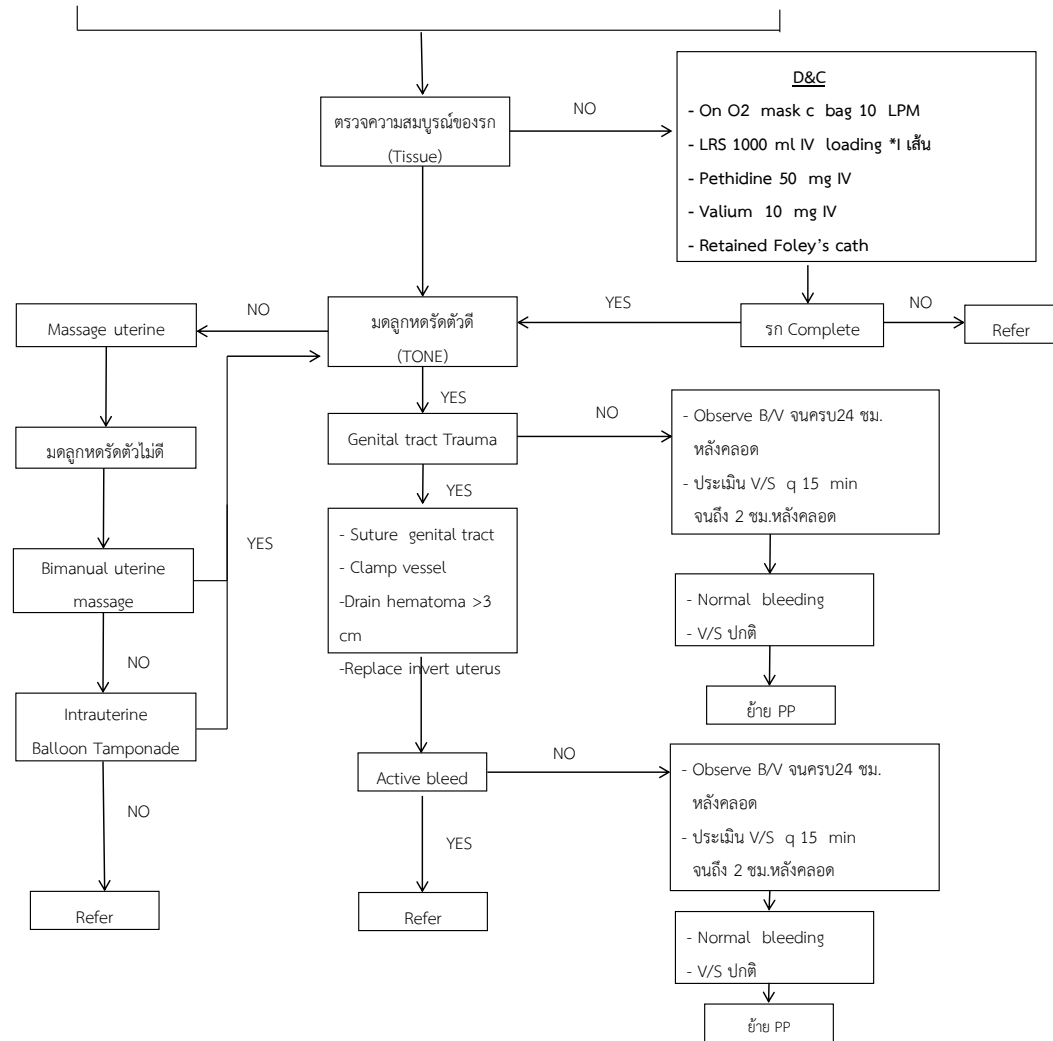 D&C
- On O2 mask c bag 10 LPM
- LRS 1000 ml IV loading *I เส้น
- Pethidine 50 mg IV
- Valium 10 mg IV
- Retained Foley's cath
NO
ตรวจความสมบูรณ์ของรก
(Tissue)
NO
Massage uterine
มดลูกหดรัดตัวดี
(TONE)
YES
รก Complete
NO
Refer
YES
มดลูกหดรัดตัวไม่ดี
Genital tract Trauma
NO
- Observe B/V จนครบ24 ชม.
หลังคลอด
- ประเมิน V/S q 15 min
จนถึง 2 ชม.หลังคลอด
YES
YES
Bimanual uterine
massage
- Suture genital tract
- Clamp vessel
-Drain hematoma >3
cm
-Replace invert uterus
- Normal bleeding
- V/S ปกติ
NO
Intrauterine
Balloon Tamponade
ย้าย PP
NO
Active bleed
NO
- Observe B/V จนครบ24 ชม.
หลังคลอด
- ประเมิน V/S q 15 min
จนถึง 2 ชม.หลังคลอด
YES
Refer
Refer
- Normal bleeding
- V/S ปกติ
ย้าย PP